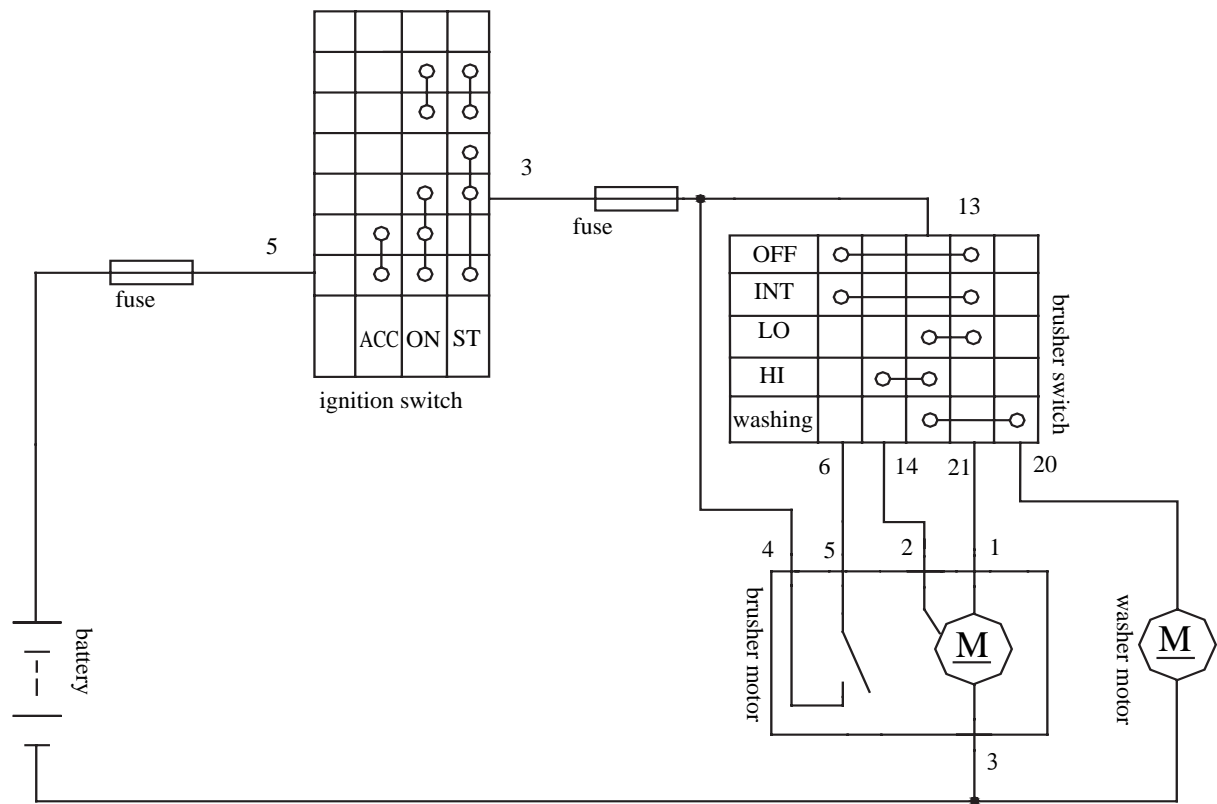 3
fuse
13
5
fuse
OFF
INT
LO
HI
washing
brusher switch
ACC ON ST
ignition switch
6 14 21 20
4 5 2 1
battery
brusher motor
M
washer motor
M
3